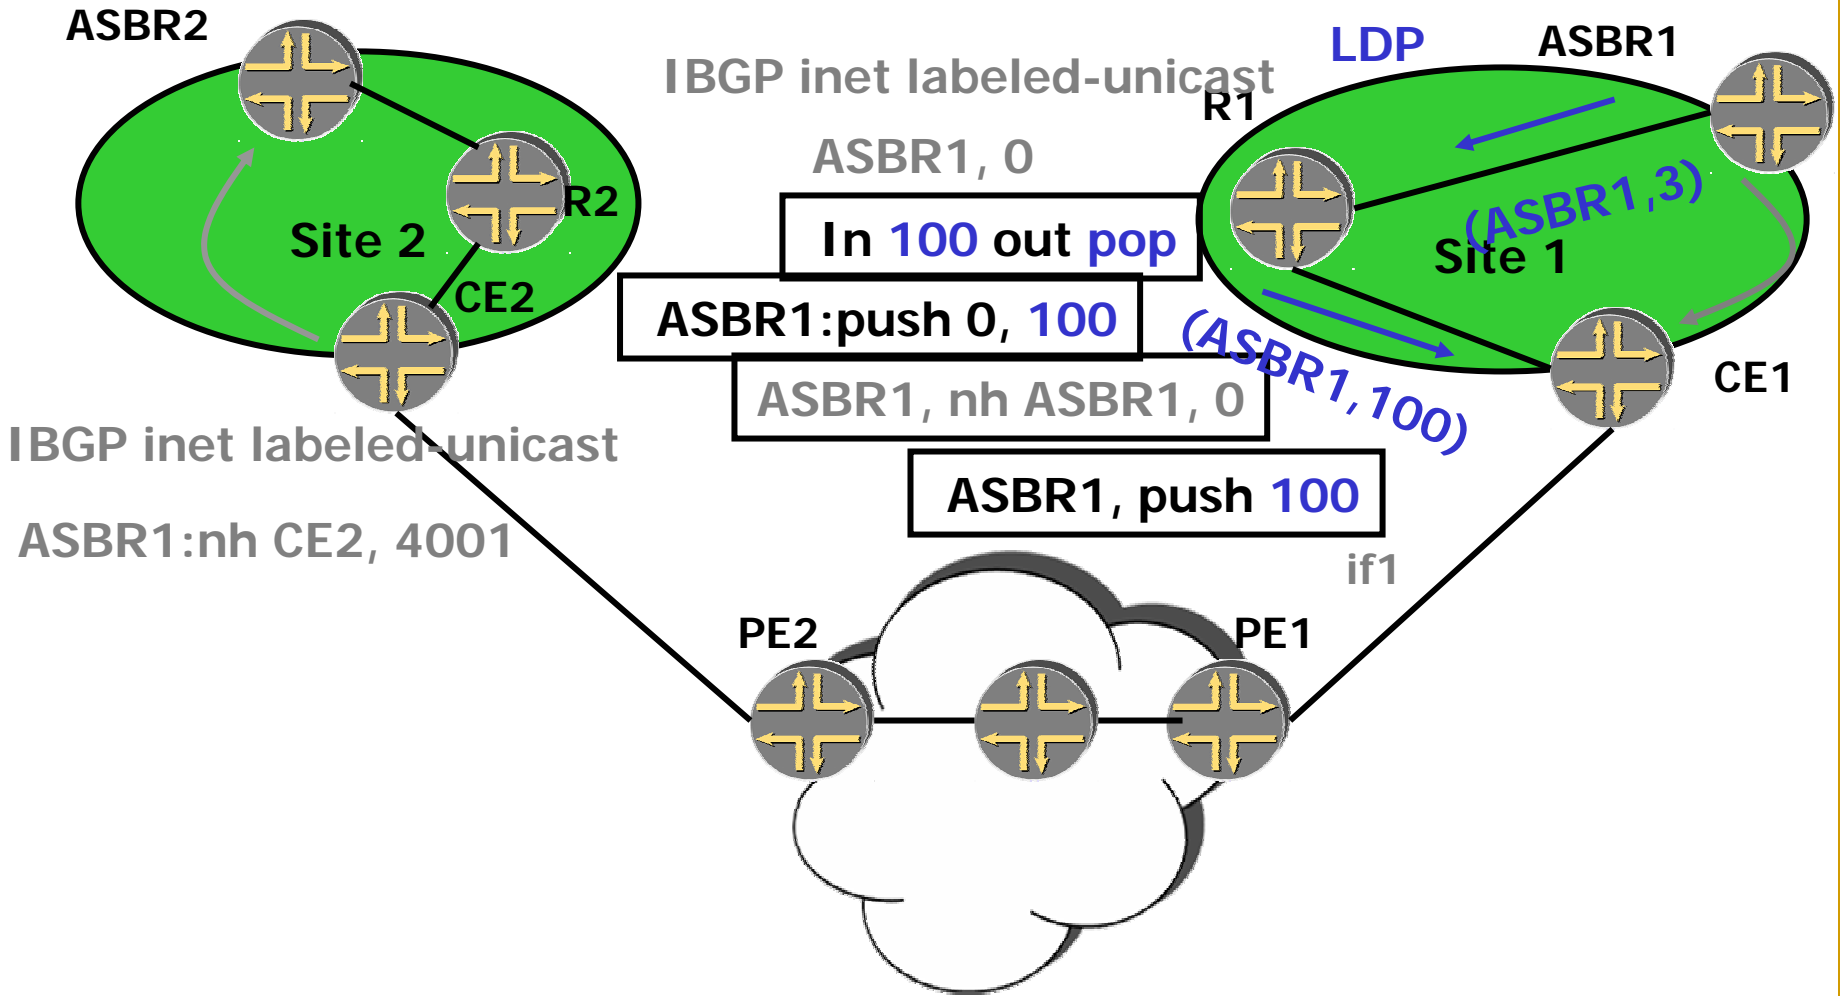 ASBR2
LDP
ASBR1
IBGP inet labeled-unicast
R1
ASBR1, 0
R2
(ASBR1,3)
In 100 out pop
Site 2
Site 1
CE2
ASBR1:push 0, 100
(ASBR1,100)
CE1
ASBR1, nh ASBR1, 0
IBGP inet labeled-unicast
ASBR1, push 100
ASBR1:nh CE2, 4001
if1
PE2
PE1